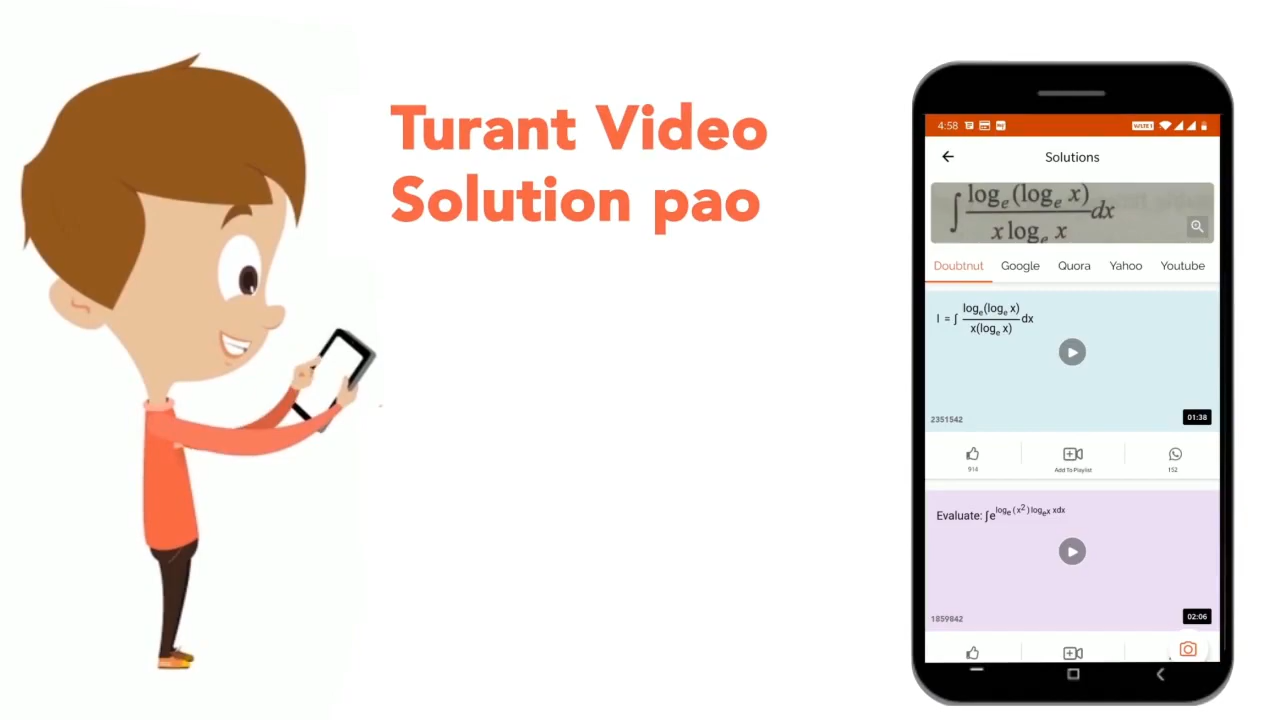 Turant Video
Solution pao
4:58
VoLTE1
Solutions
∫ logₑ(logₑ x) / x logₑ x dx
Doubtnut Google Quora Yahoo Youtube
I = ∫ logₑ(logₑ x) / x(logₑ x) dx
2351542 01:38
914 Add To Playlist 152
Evaluate: ∫e^logₑ(x²)logₑx xdx
1859842 02:06